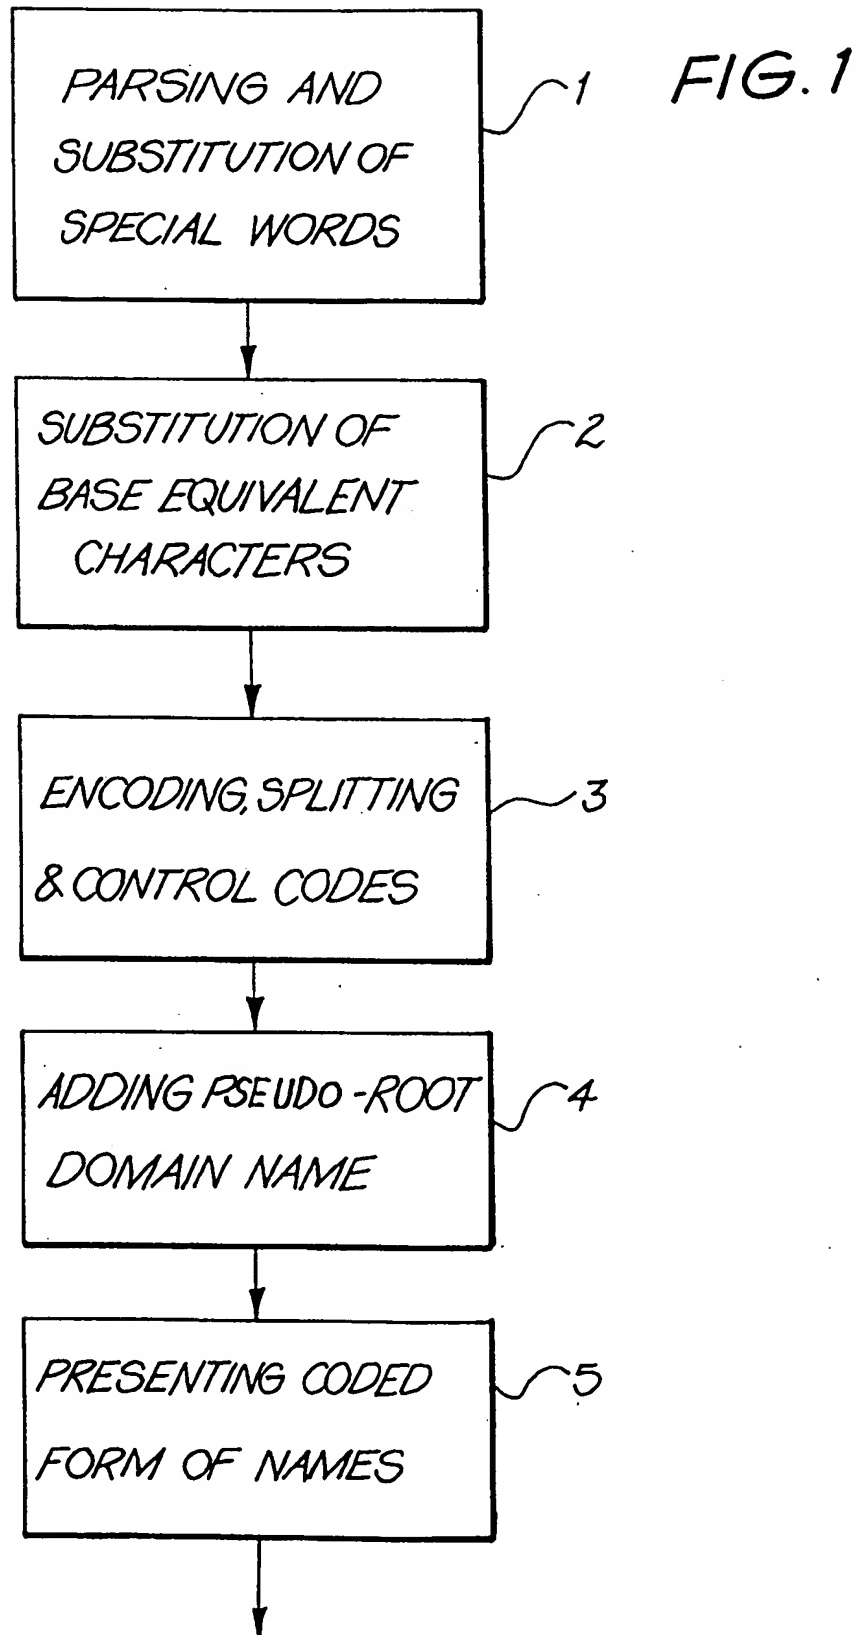 FIG. 1
PARSING AND
SUBSTITUTION OF
SPECIAL WORDS
1
SUBSTITUTION OF
BASE EQUIVALENT
CHARACTERS
2
ENCODING, SPLITTING
& CONTROL CODES
3
ADDING PSEUDO-ROOT
DOMAIN NAME
4
PRESENTING CODED
FORM OF NAMES
5